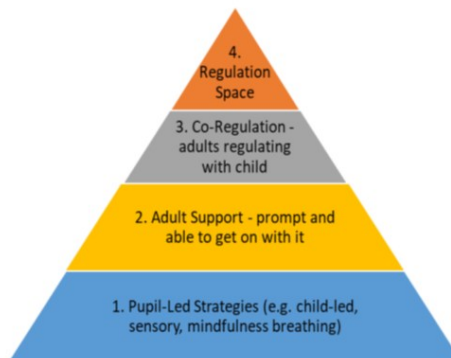 4.
Regulation
Space
3. Co-Regulation -
adults regulating
with child
2. Adult Support - prompt and
able to get on with it
1. Pupil-Led Strategies (e.g. child-led,
sensory, mindfulness breathing)